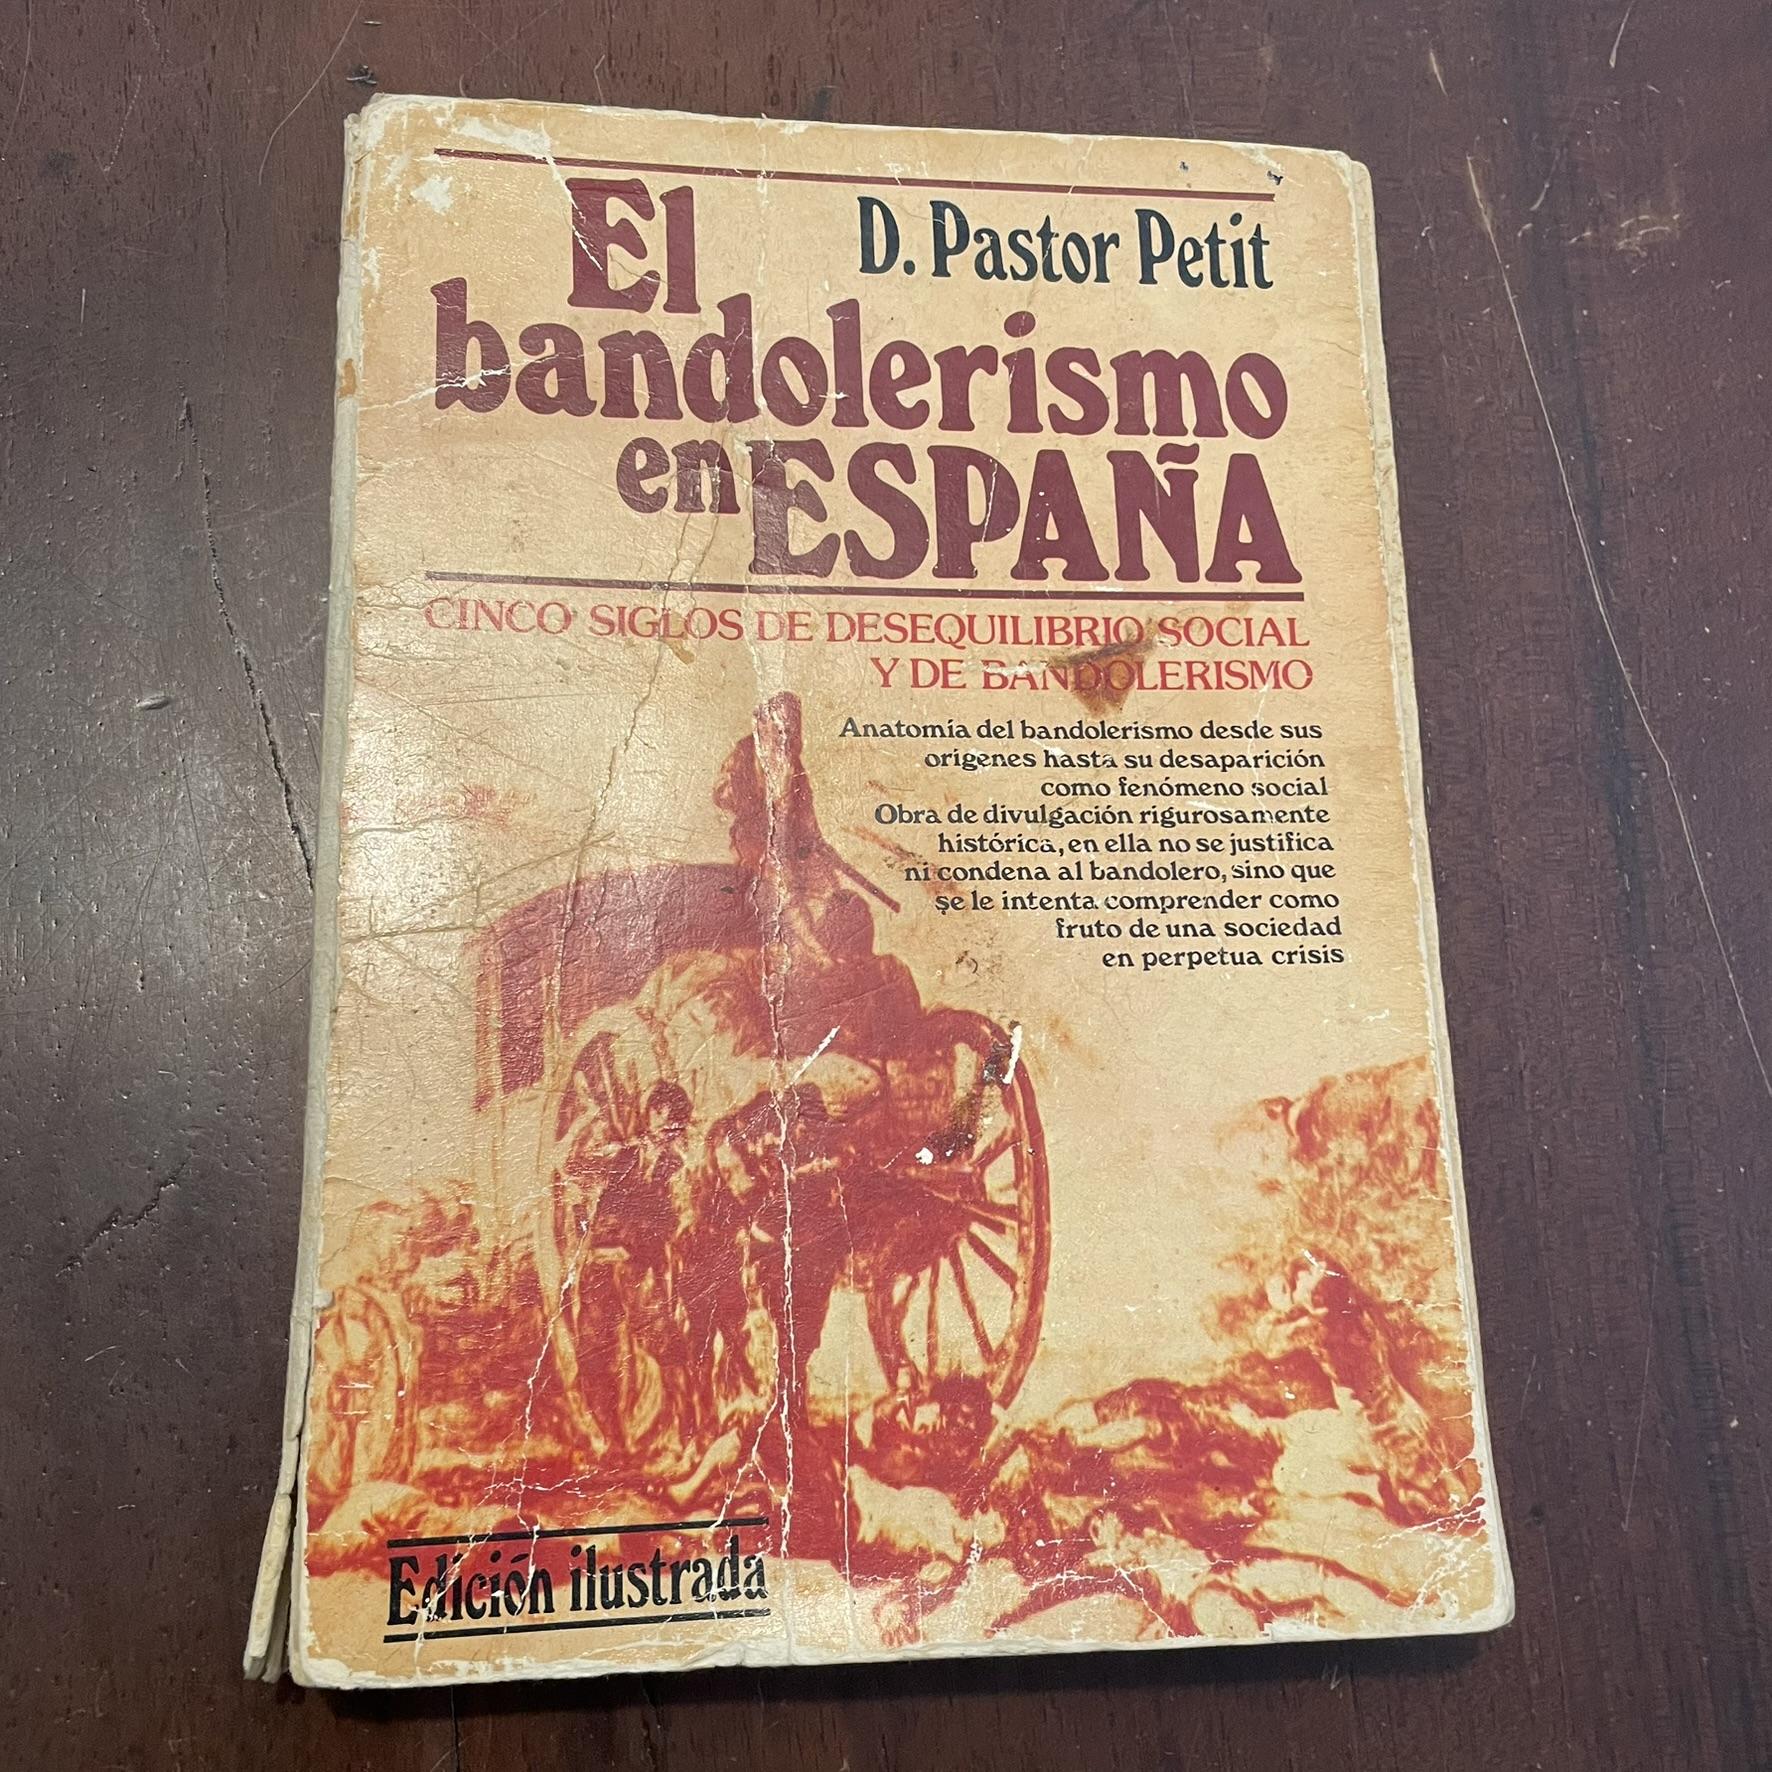 D. Pastor Petit
El
bandolerismo
en ESPAÑA
CINCO SIGLOS DE DESEQUILIBRIO SOCIAL
Y DE BANDOLERISMO
Anatomía del bandolerismo desde sus
orígenes hasta su desaparición
como fenómeno social
Obra de divulgación rigurosamente
histórica, en ella no se justifica
ni condena al bandolero, sino que
se le intenta comprender como
fruto de una sociedad
en perpetua crisis
Edición ilustrada